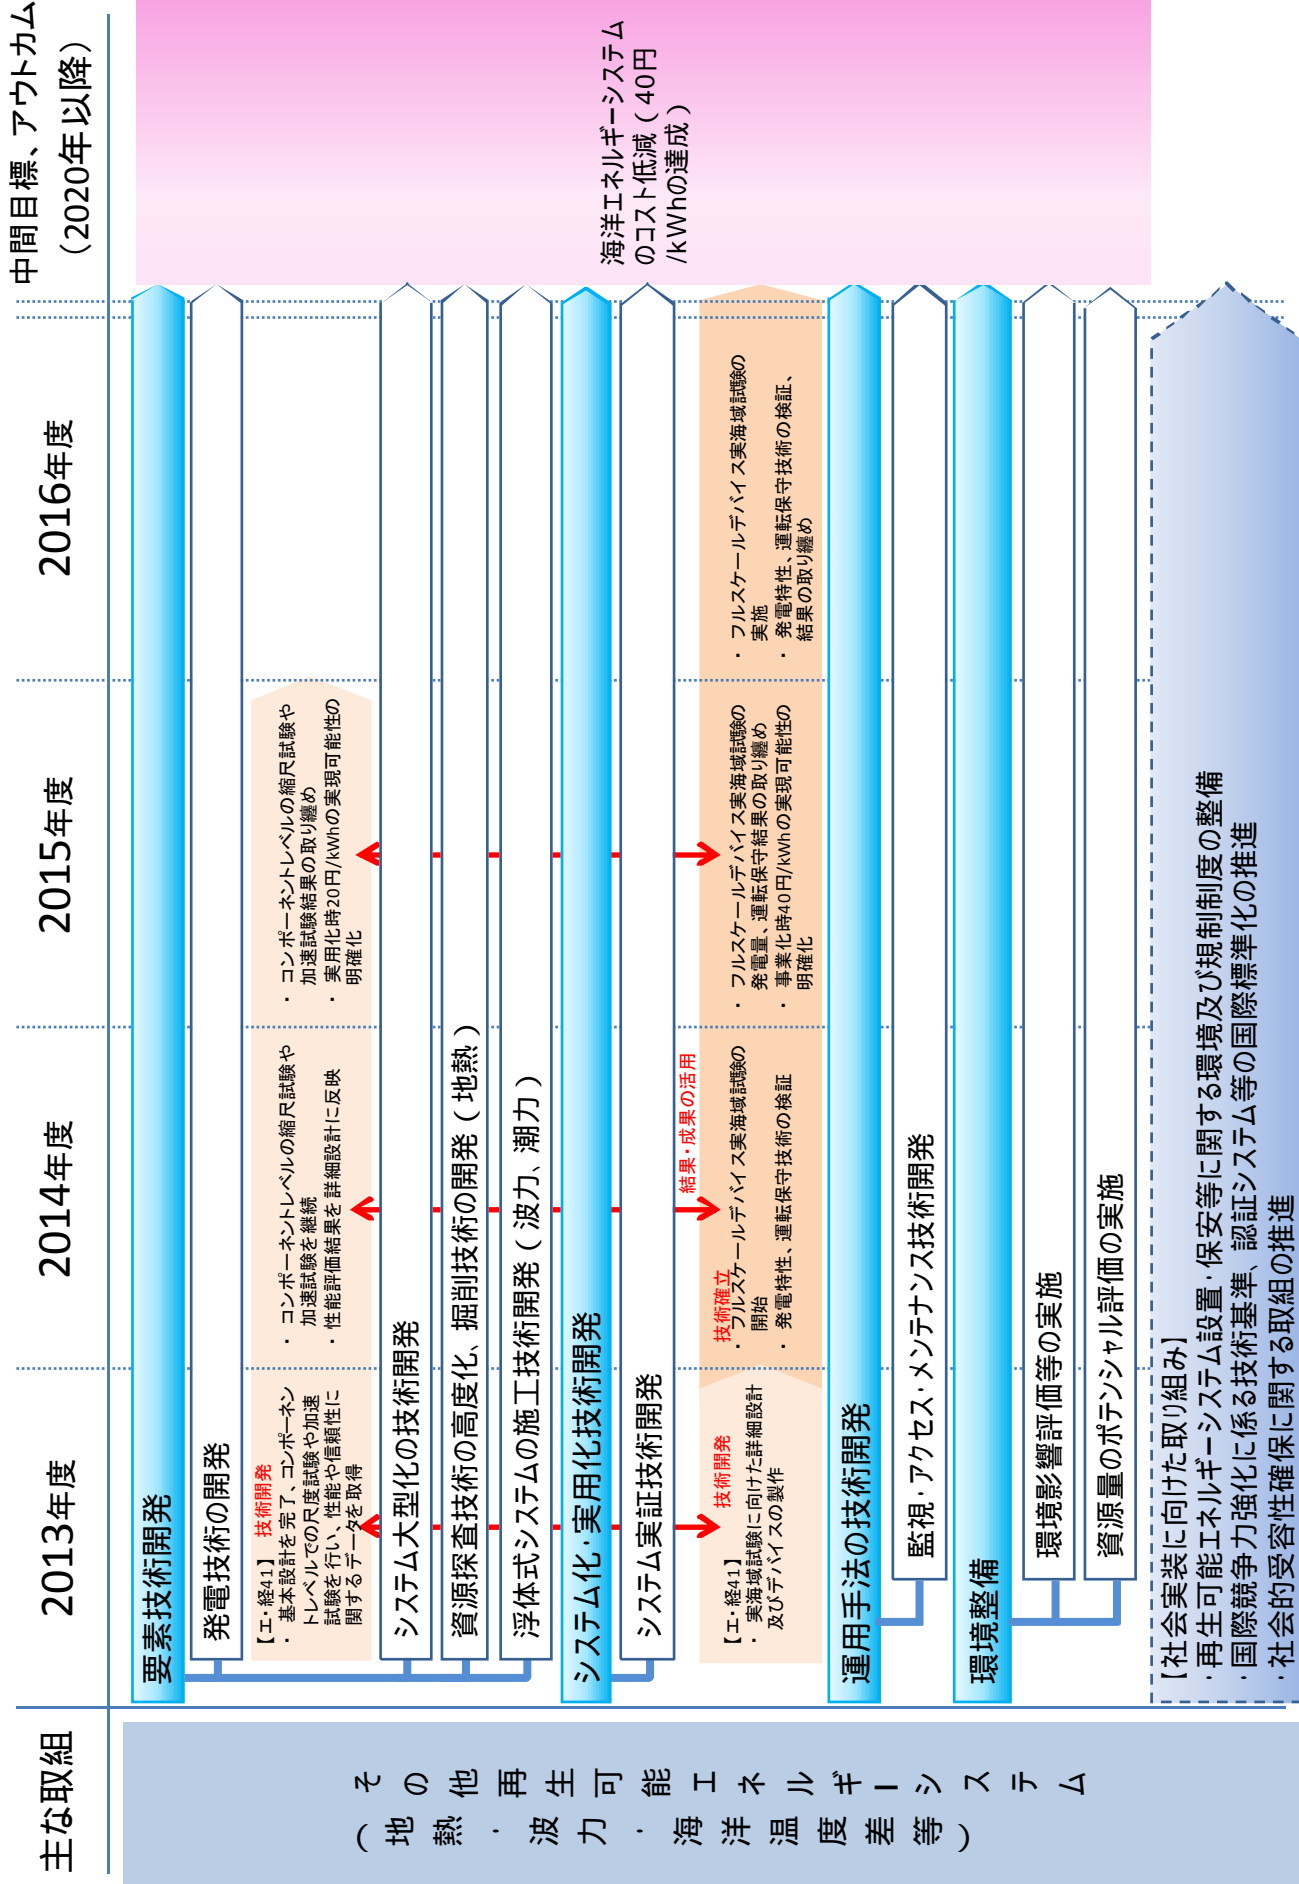 主な取組
2013年度
2014年度
2015年度
2016年度
中間目標、アウトカム
（2020年以降）
その他再生可能エネルギーシステム
(地熱・波力・海洋温度差等)
要素技術開発
発電技術の開発
【エ・経41】
技術開発
・ 基本設計を完了、コンポーネン
トレベルでの尺度試験や加速
試験を行い、性能や信頼性に
関するデータを取得
・ コンポーネントレベルの縮尺試験や
加速試験を継続
・ 性能評価結果を詳細設計に反映
・ コンポーネントレベルの縮尺試験や
加速試験結果の取り纏め
・ 実用化時20円/kWhの実現可能性の
明確化
システム大型化の技術開発
資源探査技術の高度化、掘削技術の開発(地熱)
浮体式システムの施工技術開発(波力、潮力)
システム化・実用化技術開発
システム実証技術開発
結果・成果の活用
【エ・経41】
技術開発
・ 実海域試験に向けた詳細設計
及びデバイスの製作
技術確立
・ フルスケールデバイス実海域試験の
開始
・ 発電特性、運転保守技術の検証
・ フルスケールデバイス実海域試験の
発電量、運転保守結果の取り纏め
・ 事業化時40円/kWhの実現可能性の
明確化
・ フルスケールデバイス実海域試験の
実施
・ 発電特性、運転保守技術の検証、
結果の取り纏め
海洋エネルギーシステム
のコスト低減(40円
/kWhの達成)
運用手法の技術開発
監視・アクセス・メンテナンス技術開発
環境整備
環境影響評価等の実施
資源量のポテンシャル評価の実施
【社会実装に向けた取り組み】
・再生可能エネルギーシステム設置・保安等に関する環境及び規制制度の整備
・国際競争力強化に係る技術基準、認証システム等の国際標準化の推進
・社会的受容性確保に関する取組の推進